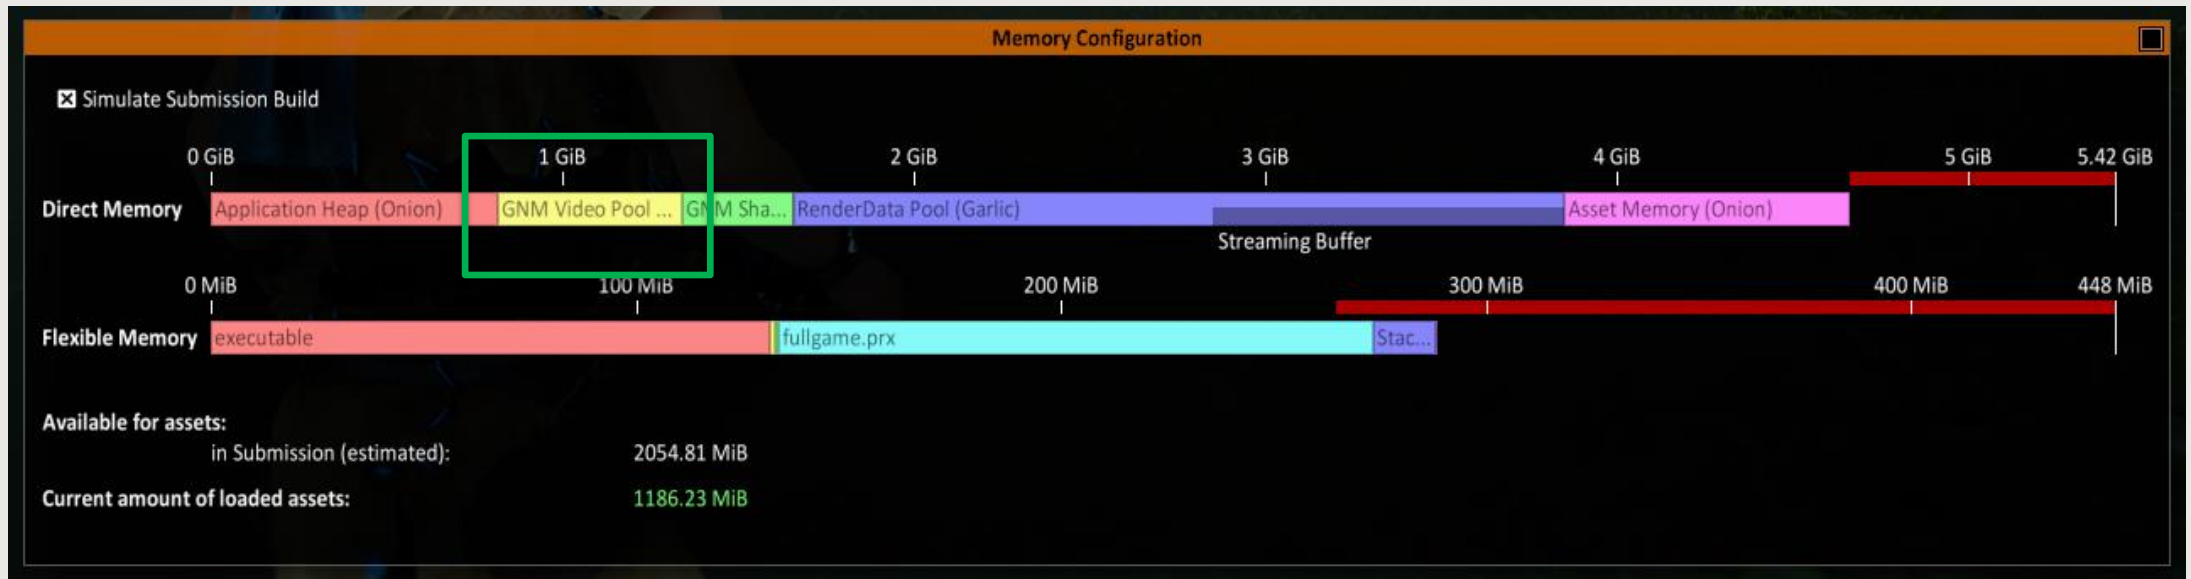 Memory Configuration
Simulate Submission Build
0 GiB 1 GiB 2 GiB 3 GiB 4 GiB 5 GiB 5.42 GiB
Direct Memory Application Heap (Onion) GNM Video Pool ... GNM Sha... RenderData Pool (Garlic) Asset Memory (Onion)
Streaming Buffer
0 MiB 100 MiB 200 MiB 300 MiB 400 MiB 448 MiB
Flexible Memory executable fullgame.prx Stac...
Available for assets:
in Submission (estimated): 2054.81 MiB
Current amount of loaded assets: 1186.23 MiB